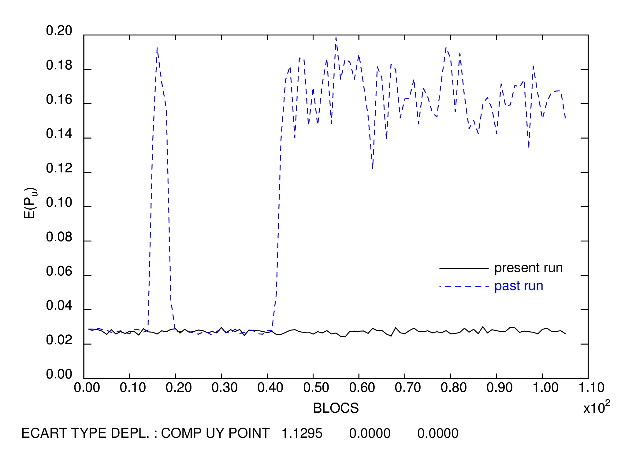 0.20
0.18
0.16
0.14
0.12
0.10
0.08
0.06
0.04
0.02
0.00
E(Pu)
present run
past run
0.00 0.10 0.20 0.30 0.40 0.50 0.60 0.70 0.80 0.90 1.00 1.10
BLOCS
x10²
ECART TYPE DEPL. : COMP UY POINT 1.1295 0.0000 0.0000